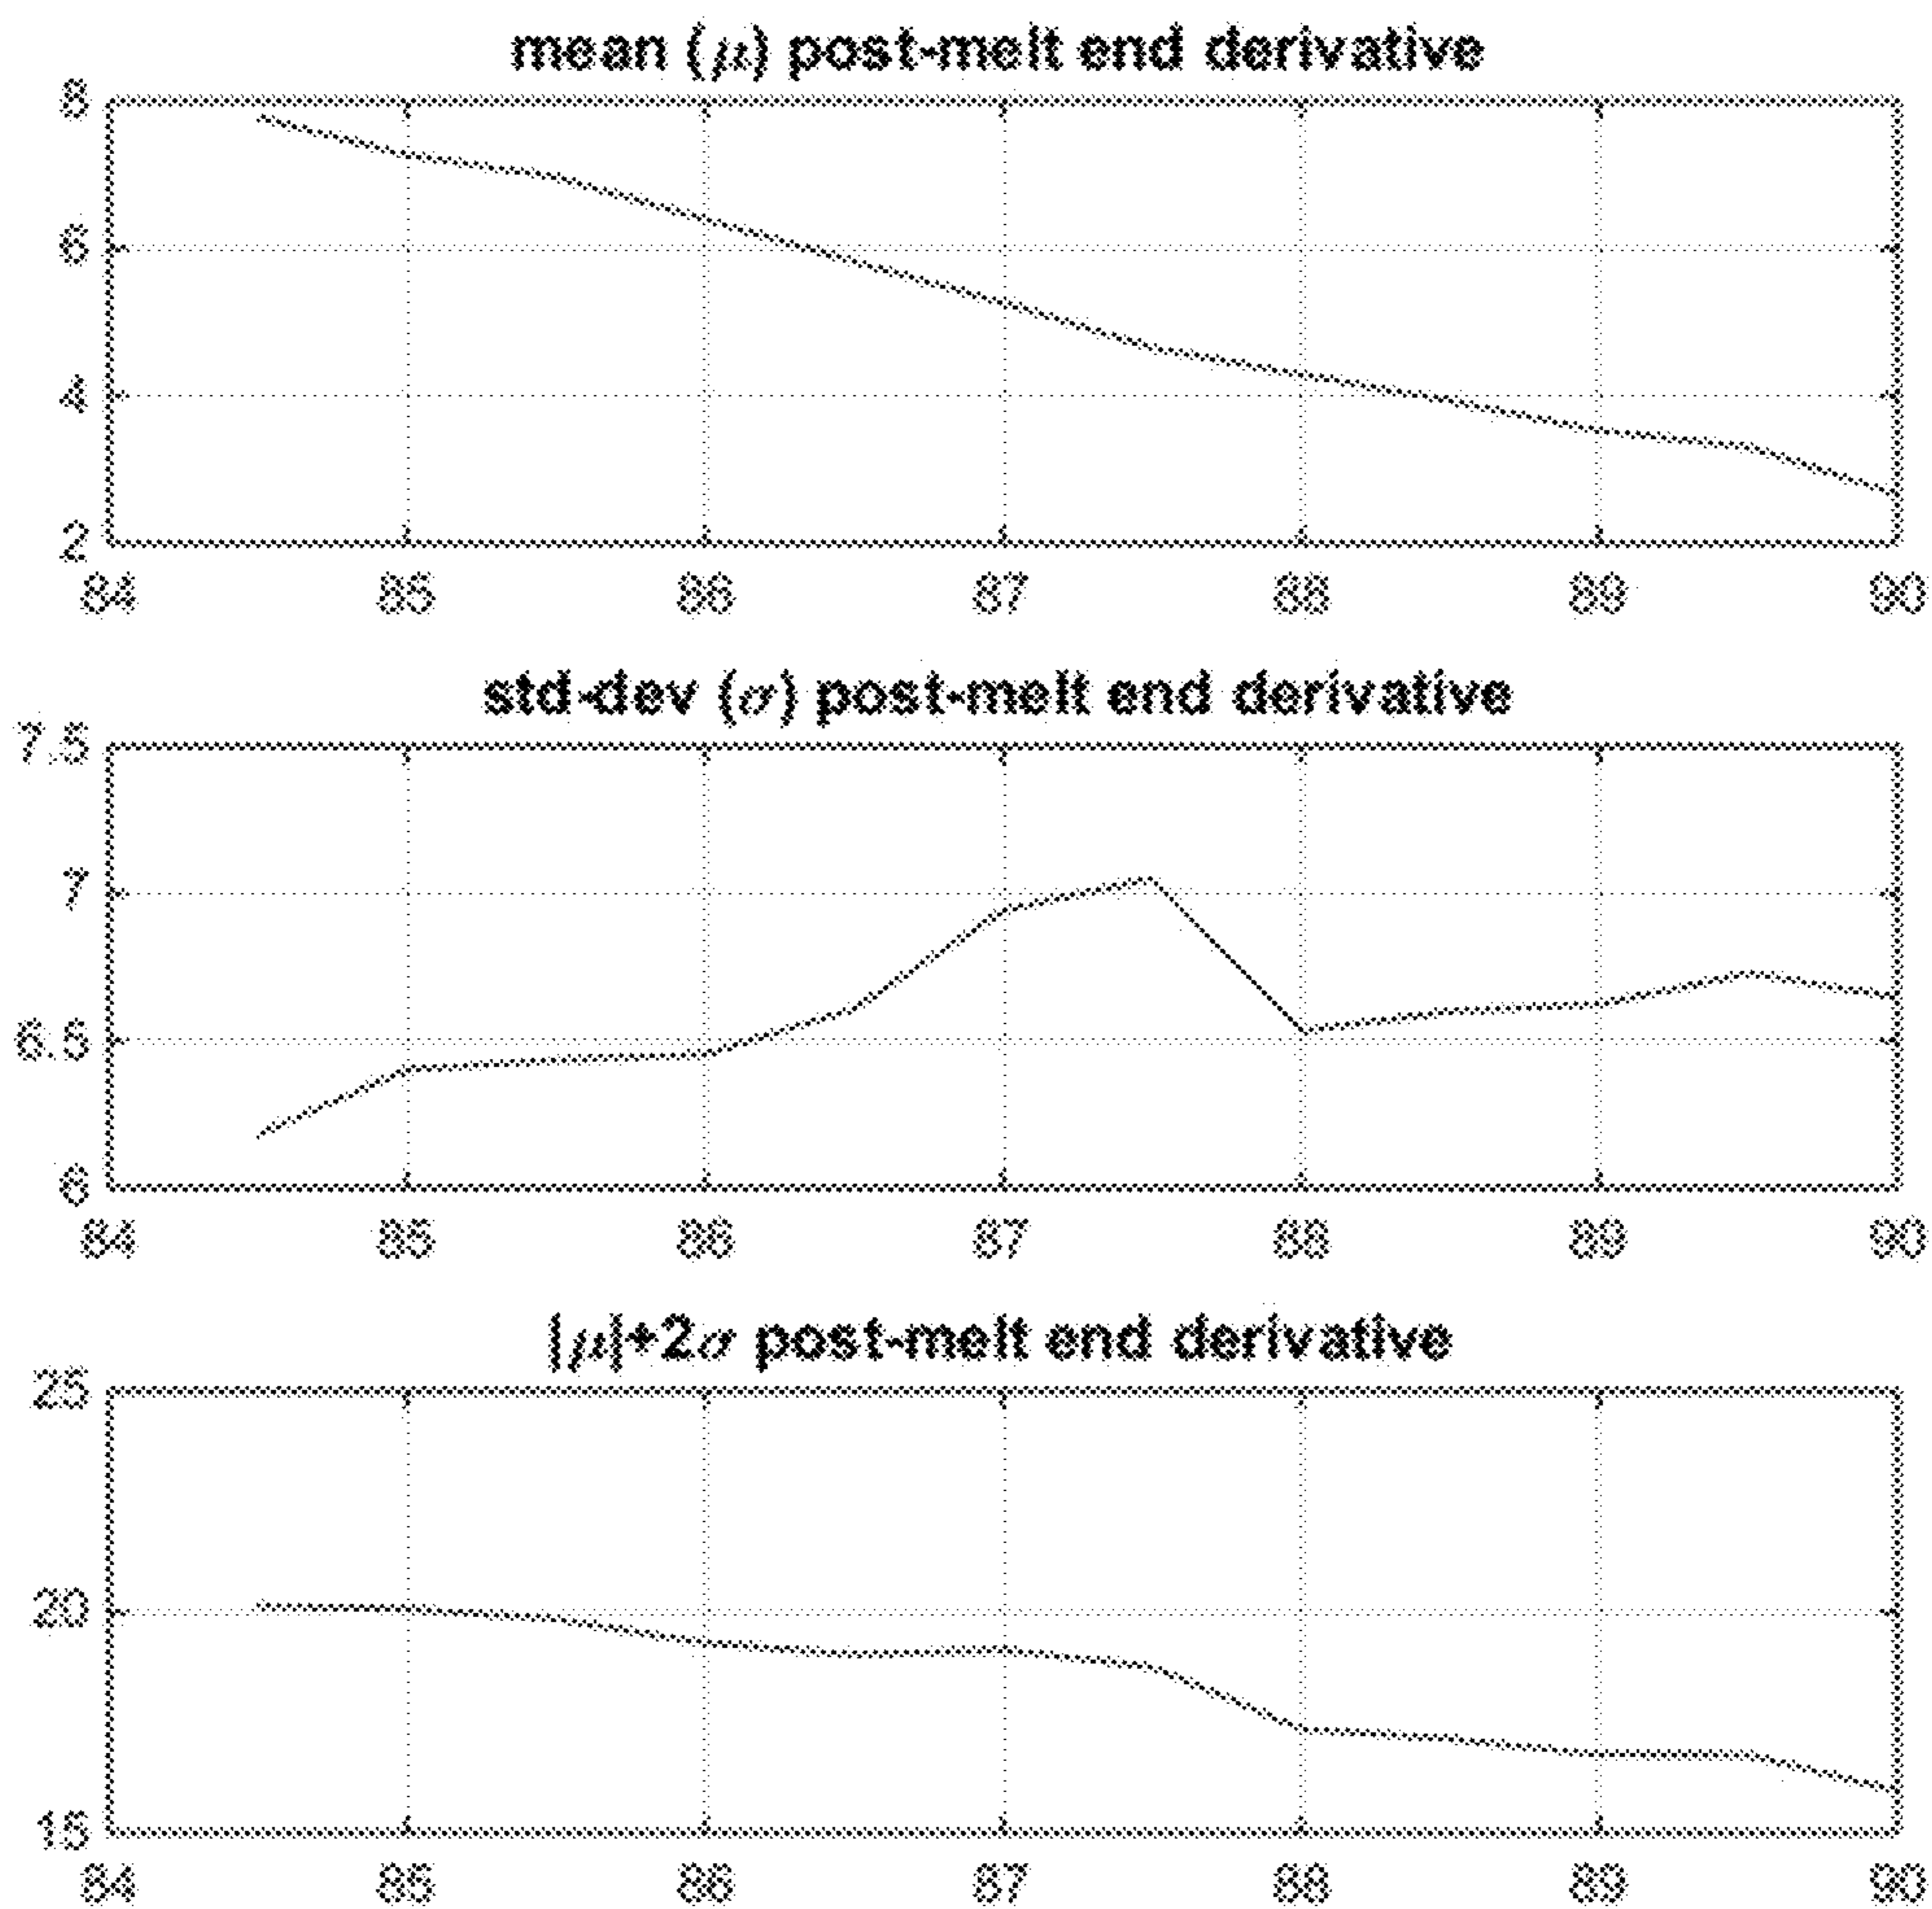 mean (μ) post-melt end derivative
8
6
4
2
84 85 86 87 88 89 90
std-dev (σ) post-melt end derivative
7.5
7
6.5
6
84 85 86 87 88 89 90
|μ|+2σ post-melt end derivative
25
20
15
84 85 86 87 88 89 90